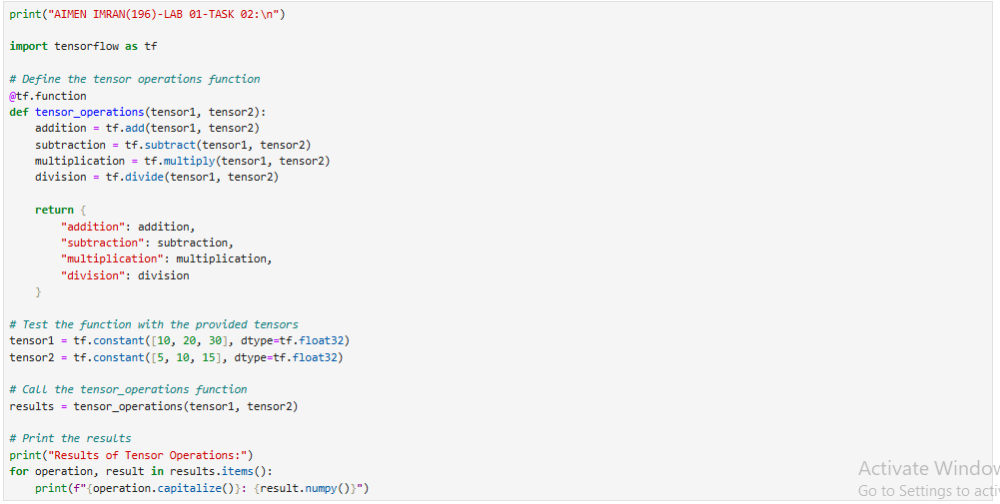 print("AIMEN IMRAN(196)-LAB 01-TASK 02:\n")
import tensorflow as tf
# Define the tensor operations function
@tf.function
def tensor_operations(tensor1, tensor2):
    addition = tf.add(tensor1, tensor2)
    subtraction = tf.subtract(tensor1, tensor2)
    multiplication = tf.multiply(tensor1, tensor2)
    division = tf.divide(tensor1, tensor2)
    return {
        "addition": addition,
        "subtraction": subtraction,
        "multiplication": multiplication,
        "division": division
    }
# Test the function with the provided tensors
tensor1 = tf.constant([10, 20, 30], dtype=tf.float32)
tensor2 = tf.constant([5, 10, 15], dtype=tf.float32)
# Call the tensor_operations function
results = tensor_operations(tensor1, tensor2)
# Print the results
print("Results of Tensor Operations:")
for operation, result in results.items():
    print(f"{operation.capitalize()}: {result.numpy()}")
Activate Window
Go to Settings to acti